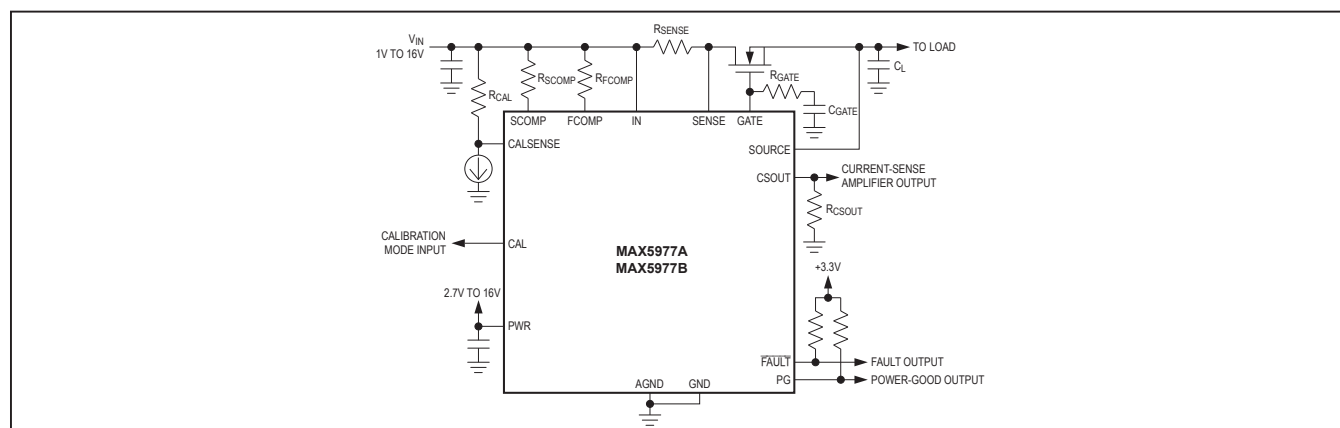 RSENSE
VIN
1V TO 16V
TO LOAD
CL
RSCOMP
RFCOMP
RGATE
RCAL
CGATE
SCOMP
FCOMP
IN
SENSE
GATE
CALSENSE
SOURCE
CSOUT
CURRENT-SENSE
AMPLIFIER OUTPUT
RCSOUT
CALIBRATION
MODE INPUT
CAL
MAX5977A
MAX5977B
+3.3V
2.7V TO 16V
PWR
FAULT
FAULT OUTPUT
PG
POWER-GOOD OUTPUT
AGND
GND